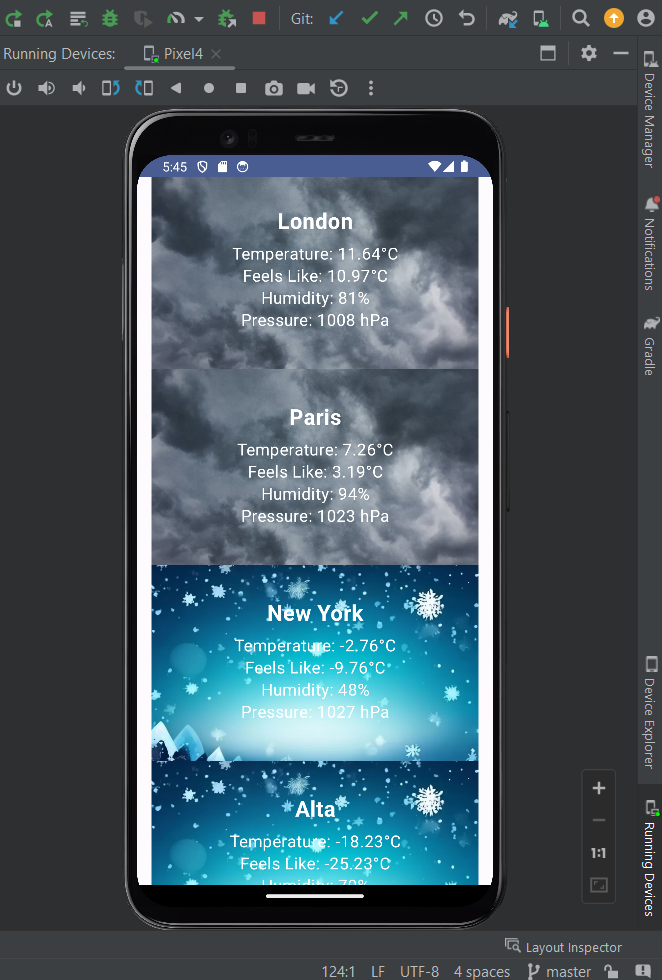 Git:
Running Devices:
Pixel4
5:45
London
Temperature: 11.64°C
Feels Like: 10.97°C
Humidity: 81%
Pressure: 1008 hPa
Paris
Temperature: 7.26°C
Feels Like: 3.19°C
Humidity: 94%
Pressure: 1023 hPa
New York
Temperature: -2.76°C
Feels Like: -9.76°C
Humidity: 48%
Pressure: 1027 hPa
Alta
Temperature: -18.23°C
Feels Like: -25.23°C
Humidity:
Device Manager
Notifications
Gradle
Device Explorer
Running Devices
1:1
Layout Inspector
124:1 LF UTF-8 4 spaces master